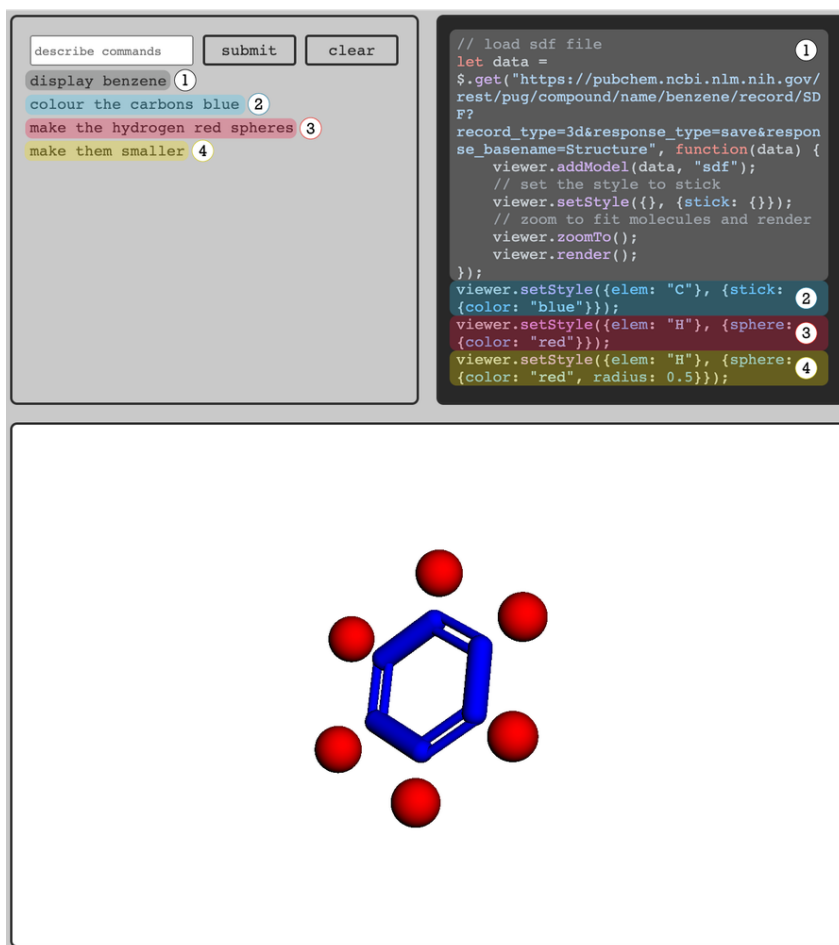 describe commands
submit
clear
display benzene 1
colour the carbons blue 2
make the hydrogen red spheres 3
make them smaller 4
// load sdf file 1
let data =
$.get("https://pubchem.ncbi.nlm.nih.gov/
rest/pug/compound/name/benzene/record/SD
F?
record_type=3d&response_type=save&respon
se_basename=Structure", function(data) {
    viewer.addModel(data, "sdf");
    // set the style to stick
    viewer.setStyle({}, {stick: {}});
    // zoom to fit molecules and render
    viewer.zoomTo();
    viewer.render();
});
viewer.setStyle({elem: "C"}, {stick:
{color: "blue"}}); 2
viewer.setStyle({elem: "H"}, {sphere:
{color: "red"}}); 3
viewer.setStyle({elem: "H"}, {sphere:
{color: "red", radius: 0.5}}); 4